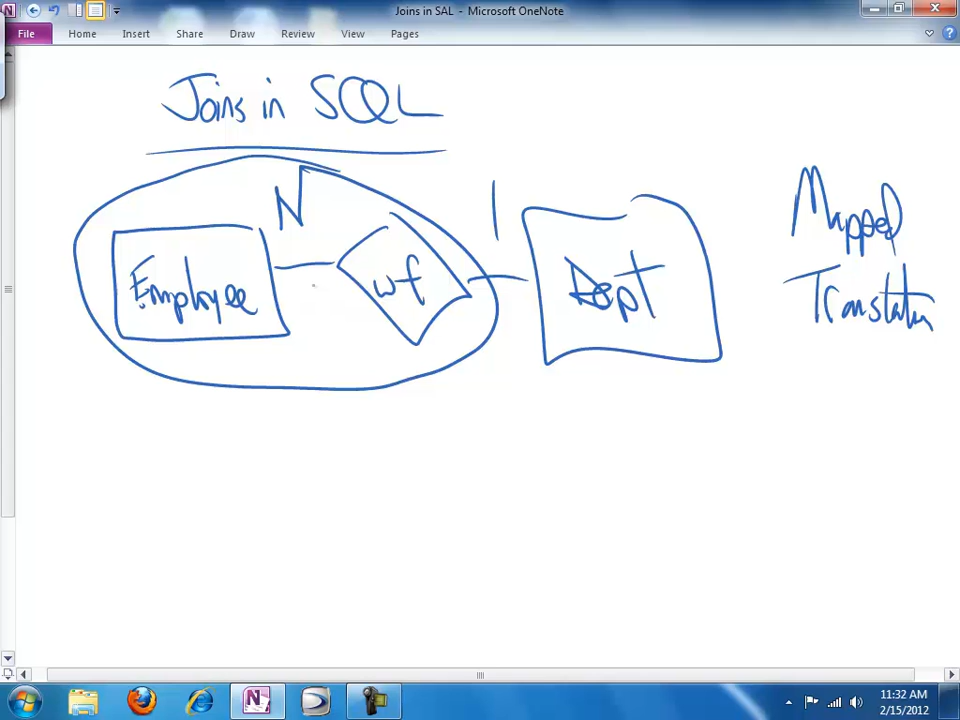 Joins in SAL - Microsoft OneNote
File Home Insert Share Draw Review View Pages
Joins in SQL
N 1
Employee wf Dept
Mapped
Translation
11:32 AM
2/15/2012